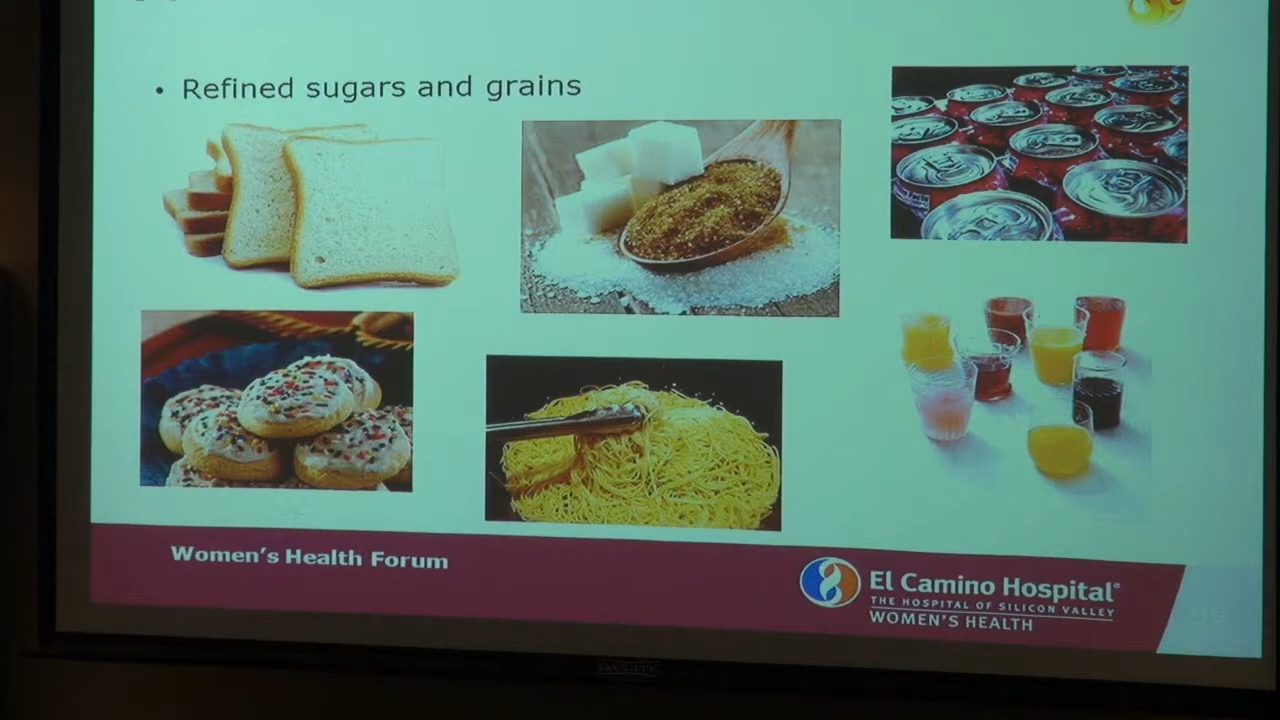 • Refined sugars and grains
Women's Health Forum
El Camino Hospital®
THE HOSPITAL OF SILICON VALLEY
WOMEN'S HEALTH